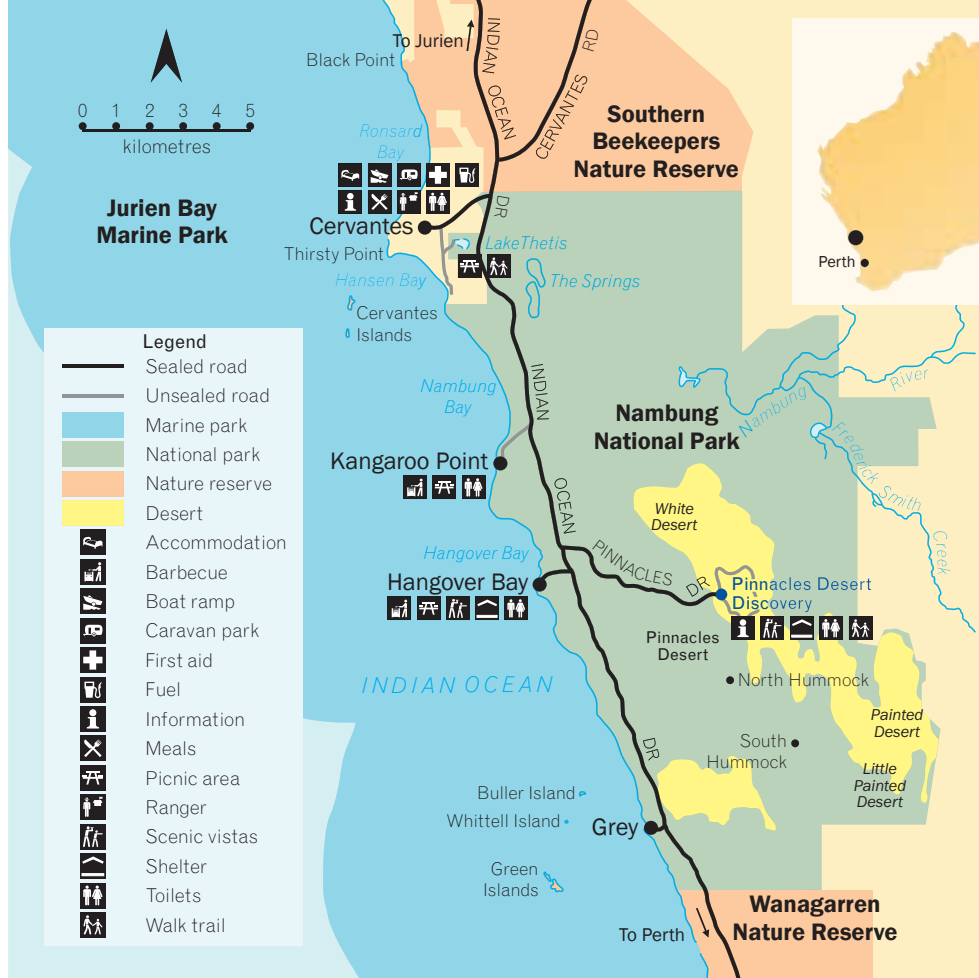 To Jurien
INDIAN OCEAN
CERVANTES RD
Black Point
0 1 2 3 4 5
kilometres
Southern
Beekeepers
Nature Reserve
Ronsard
Bay
Jurien Bay
Marine Park
DR
Cervantes
Thirsty Point
Lake Thetis
Hansen Bay
The Springs
Perth
Cervantes
Islands
Legend
Sealed road
Unsealed road
Marine park
National park
Nature reserve
Desert
Accommodation
Barbecue
Boat ramp
Caravan park
First aid
Fuel
Information
Meals
Picnic area
Ranger
Scenic vistas
Shelter
Toilets
Walk trail
INDIAN
Nambung
Bay
Nambung
River
Nambung
National Park
Frederick Smith
Creek
Kangaroo Point
OCEAN
White
Desert
Hangover Bay
PINNACLES
DR
Hangover Bay
Pinnacles Desert
Discovery
Pinnacles
Desert
North Hummock
INDIAN OCEAN
Painted
Desert
DR
South
Hummock
Little
Painted
Desert
Buller Island
Whittell Island
Grey
Green
Islands
Wanagarren
Nature Reserve
To Perth